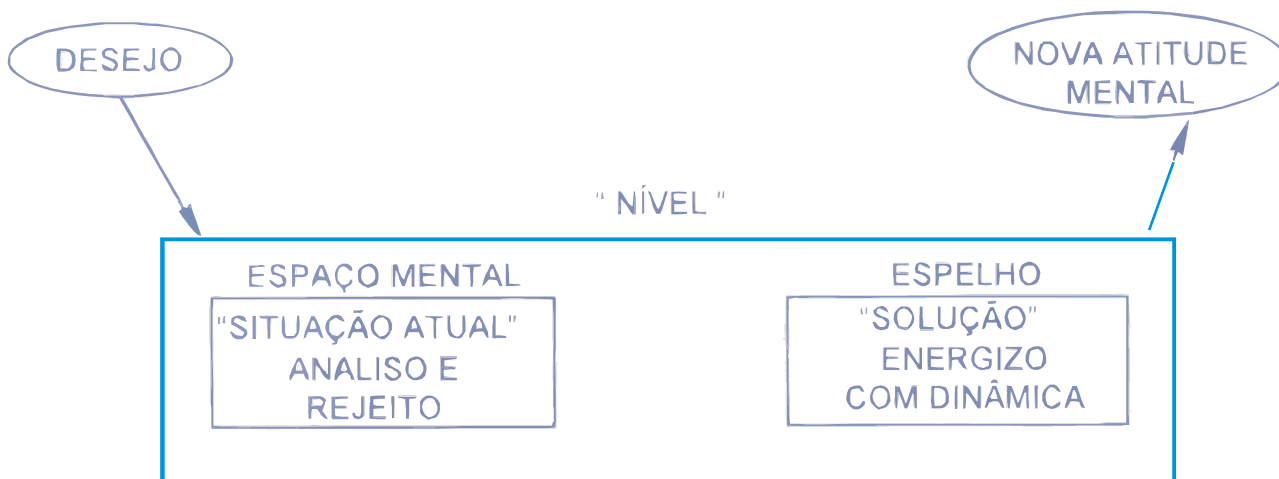 DESEJO
NOVA ATITUDE
MENTAL
" NÍVEL "
ESPAÇO MENTAL
"SITUAÇÃO ATUAL"
ANALISO E
REJEITO
ESPELHO
"SOLUÇÃO"
ENERGIZO
COM DINÂMICA